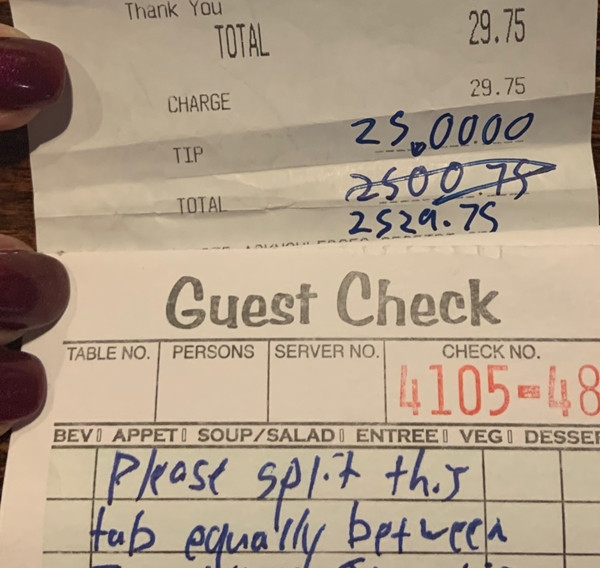 Thank You
TOTAL 29.75
CHARGE 29.75
TIP 25.0000
2500.75
TOTAL 2529.75
Guest Check
TABLE NO. PERSONS SERVER NO. CHECK NO.
4105-48
BEV APPET SOUP/SALAD ENTREE VEG DESSER
Please split this
tab equally between